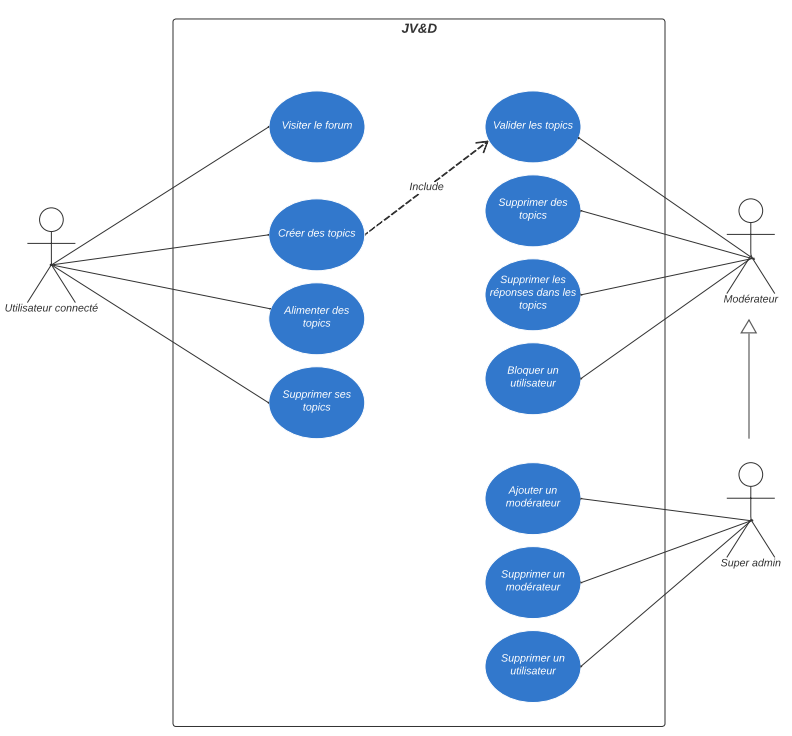 JV&D
Visiter le forum
Valider les topics
Include
Supprimer des
topics
Créer des topics
Supprimer les
réponses dans les
topics
Alimenter des
topics
Utilisateur connecté
Modérateur
Bloquer un
utilisateur
Supprimer ses
topics
Ajouter un
modérateur
Super admin
Supprimer un
modérateur
Supprimer un
utilisateur